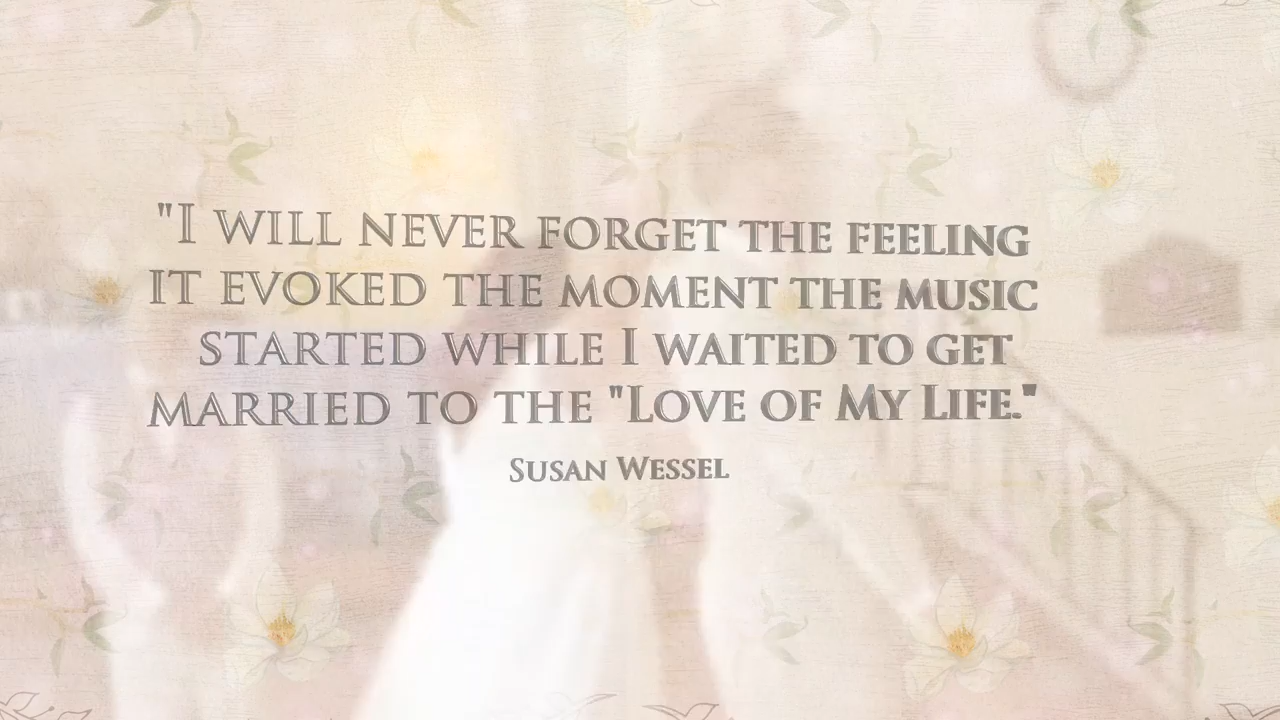 "I WILL NEVER FORGET THE FEELING
IT EVOKED THE MOMENT THE MUSIC
STARTED WHILE I WAITED TO GET
MARRIED TO THE "LOVE OF MY LIFE."
SUSAN WESSEL